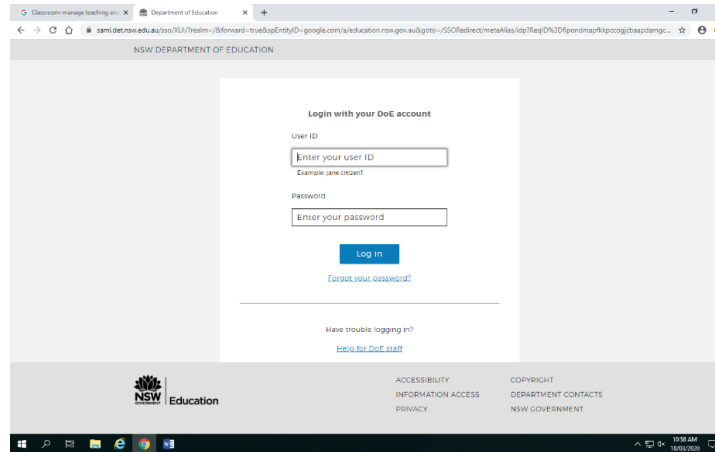 Classroom: manage teaching and
Department of Education
saml.det.nsw.edu.au/sso/XUI/?realm=/&forward=true&spEntityID=google.com/a/education.nsw.gov.au&goto=/SSORedirect/metaAlias/idp?ReqID%3Dfipondmapfkkpccogjcbaapdamgc...
NSW DEPARTMENT OF EDUCATION
Login with your DoE account
User ID
Enter your user ID
Example: jane.citizen1
Password
Enter your password
Log In
Forgot your password?
Have trouble logging in?
Help for DoE staff
ACCESSIBILITY COPYRIGHT
INFORMATION ACCESS DEPARTMENT CONTACTS
PRIVACY NSW GOVERNMENT
NSW
GOVERNMENT
Education
10:58 AM
18/03/2020